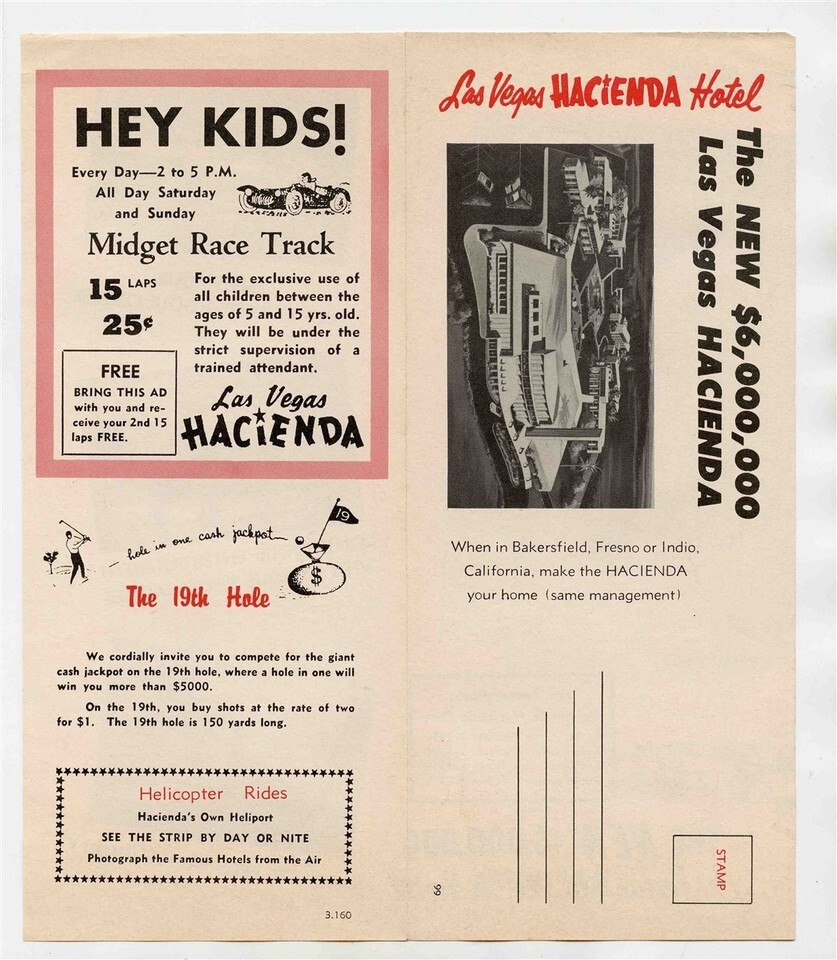 HEY KIDS!
Every Day—2 to 5 P.M.
All Day Saturday
and Sunday
Midget Race Track
15 LAPS
25¢
For the exclusive use of
all children between the
ages of 5 and 15 yrs. old.
They will be under the
strict supervision of a
trained attendant.
FREE
BRING THIS AD
with you and re-
ceive your 2nd 15
laps FREE.
Las Vegas
HACIENDA
hole in one cash jackpot
19
$
The 19th Hole
We cordially invite you to compete for the giant
cash jackpot on the 19th hole, where a hole in one will
win you more than $5000.
On the 19th, you buy shots at the rate of two
for $1. The 19th hole is 150 yards long.
Helicopter Rides
Hacienda's Own Heliport
SEE THE STRIP BY DAY OR NITE
Photograph the Famous Hotels from the Air
3.160
Las Vegas HACIENDA Hotel
The NEW $6,000,000
Las Vegas HACIENDA
When in Bakersfield, Fresno or Indio,
California, make the HACIENDA
your home (same management)
STAMP
99